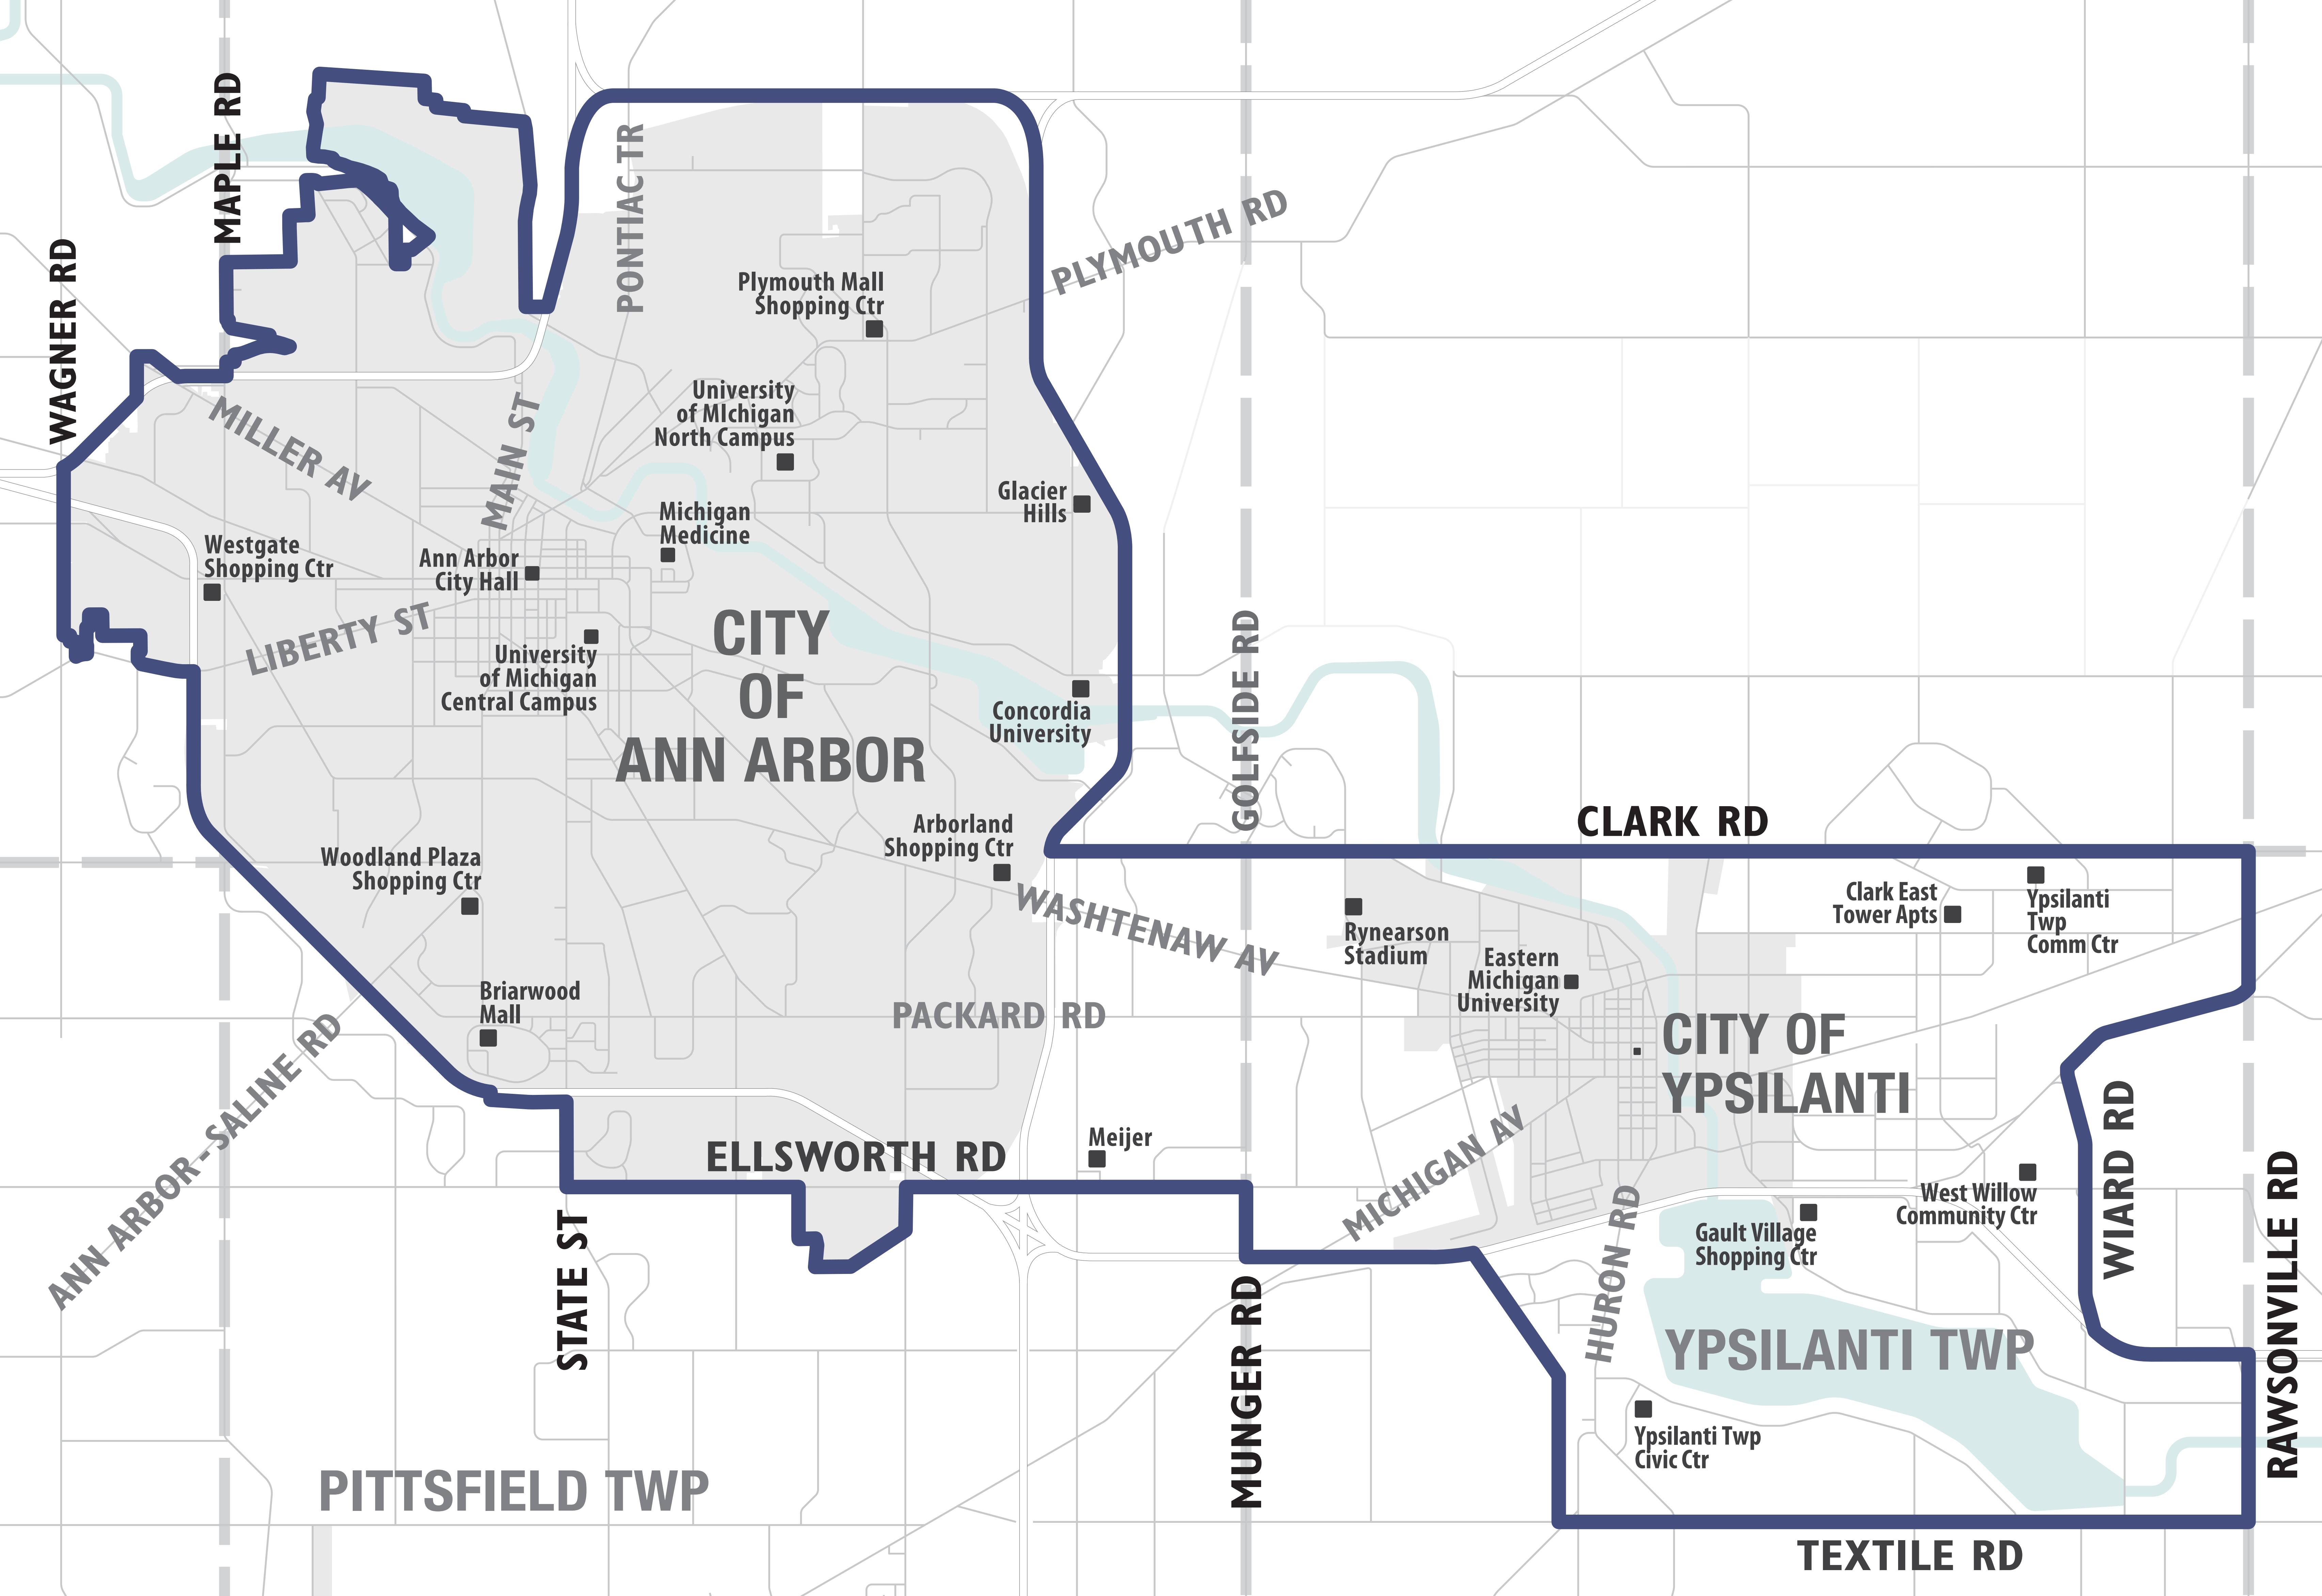 MAPLE RD
WAGNER RD
PONTIAC TR
PLYMOUTH RD
Plymouth Mall
Shopping Ctr
MILLER AV
MAIN ST
University
of MIchigan
North Campus
Glacier
Hills
Michigan
Medicine
Westgate
Shopping Ctr
Ann Arbor
City Hall
LIBERTY ST
University
of Michigan
Central Campus
CITY
OF
ANN ARBOR
Concordia
University
GOLFSIDE RD
CLARK RD
Arborland
Shopping Ctr
Woodland Plaza
Shopping Ctr
WASHTENAW AV
Rynearson
Stadium
Eastern
Michigan
University
Clark East
Tower Apts
Ypsilanti
Twp
Comm Ctr
Briarwood
Mall
PACKARD RD
CITY OF
YPSILANTI
ANN ARBOR-SALINE RD
ELLSWORTH RD
Meijer
MICHIGAN AV
HURON RD
WIARD RD
West Willow
Community Ctr
Gault Village
Shopping Ctr
STATE ST
MUNGER RD
RAWSONVILLE RD
YPSILANTI TWP
Ypsilanti Twp
Civic Ctr
PITTSFIELD TWP
TEXTILE RD